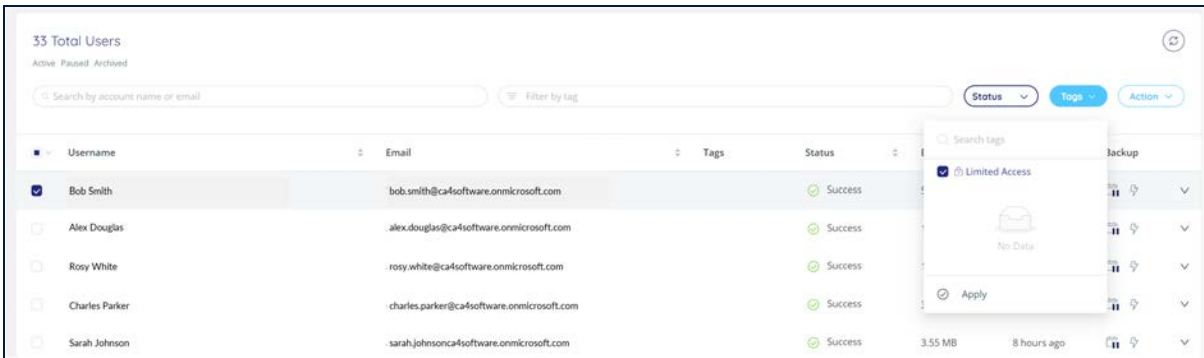 33 Total Users
Active Paused Archived
Search by account name or email
Filter by tag
Status
Tags
Action
Search tags
Username Email Tags Status Backup
Limited Access
Bob Smith bob.smith@ca4software.onmicrosoft.com Success
Alex Douglas alex.douglas@ca4software.onmicrosoft.com Success
No Data
Rosy White rosy.white@ca4software.onmicrosoft.com Success
Apply
Charles Parker charles.parker@ca4software.onmicrosoft.com Success
Sarah Johnson sarah.johnsonca4software.onmicrosoft.com Success 3.55 MB 8 hours ago